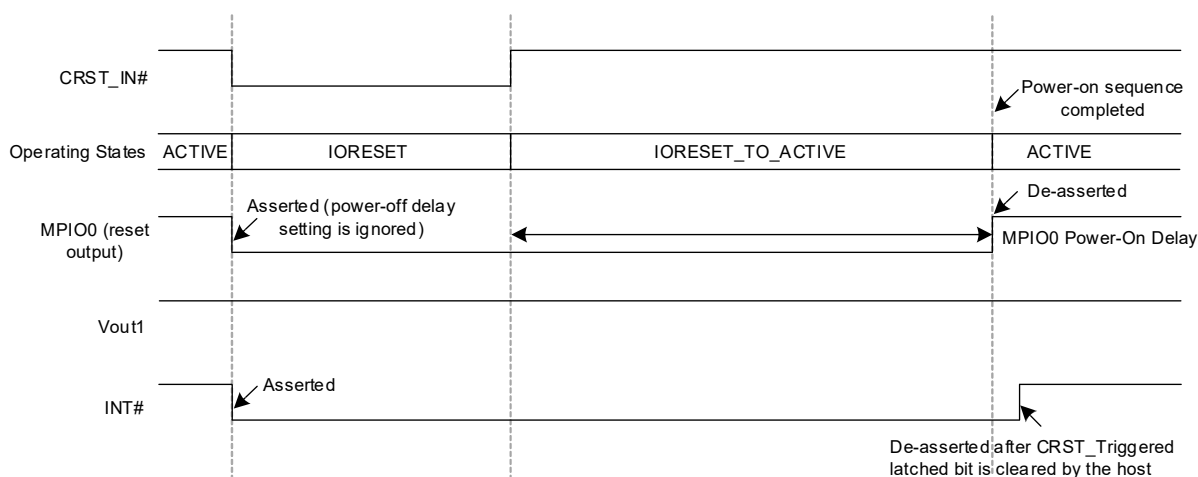 CRST_IN#
Power-on sequence
completed
Operating States
ACTIVE
IORESET
IORESET_TO_ACTIVE
ACTIVE
Asserted (power-off delay
setting is ignored)
De-asserted
MPIO0 (reset
output)
MPIO0 Power-On Delay
Vout1
INT#
Asserted
De-asserted after CRST_Triggered
latched bit is cleared by the host